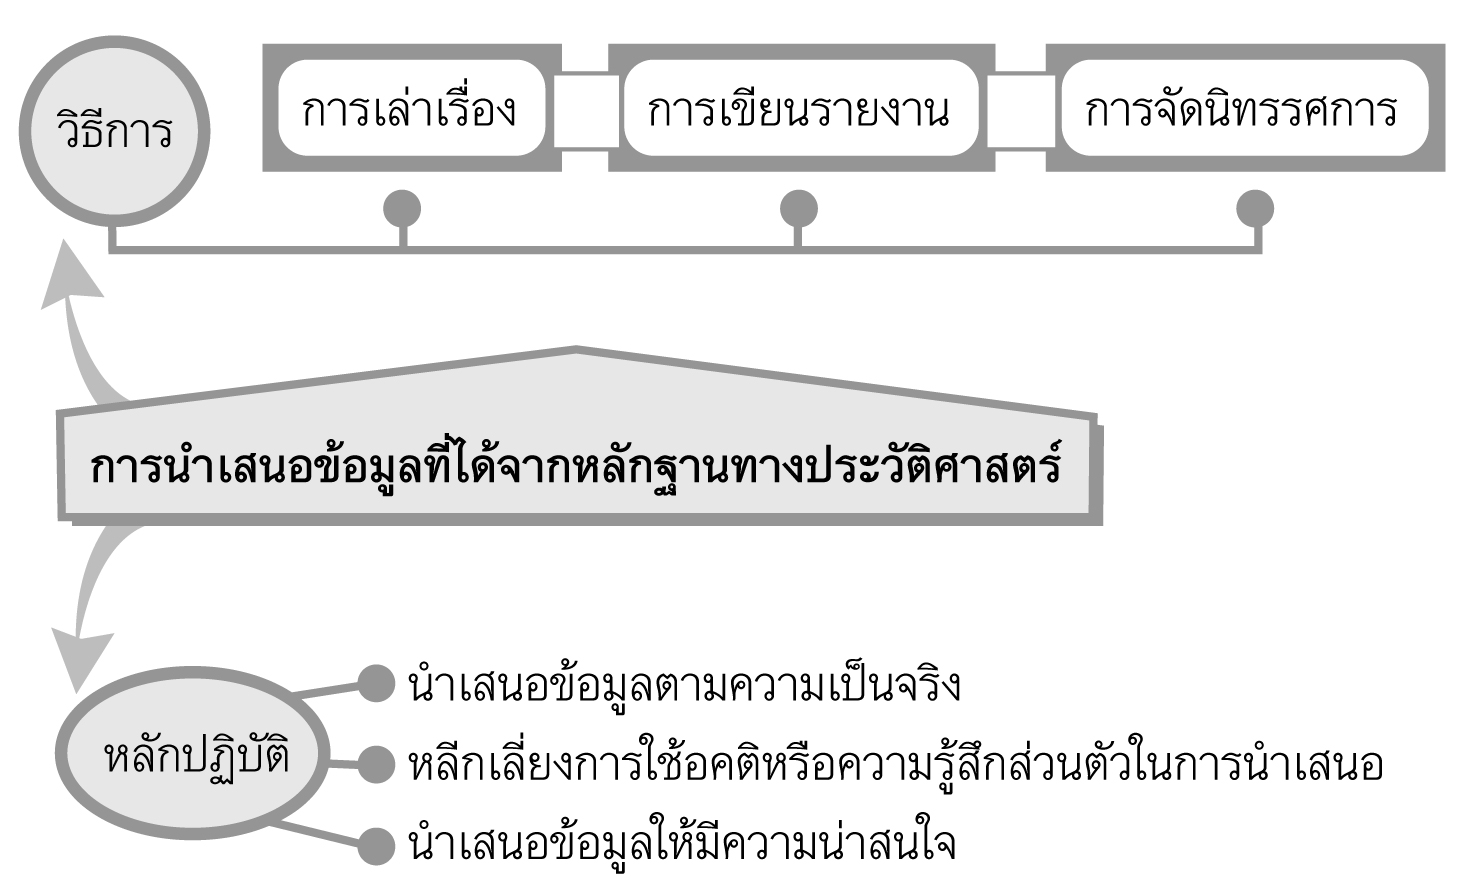 วิธีการ
การเล่าเรื่อง
การเขียนรายงาน
การจัดนิทรรศการ
การนำเสนอข้อมูลที่ได้จากหลักฐานทางประวัติศาสตร์
หลักปฏิบัติ
นำเสนอข้อมูลตามความเป็นจริง
หลีกเลี่ยงการใช้อคติหรือความรู้สึกส่วนตัวในการนำเสนอ
นำเสนอข้อมูลให้มีความน่าสนใจ